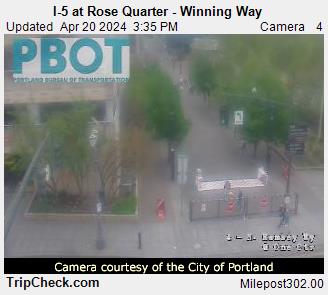 I-5 at Rose Quarter - Winning Way
Updated Apr 20 2024 3:35 PM Camera 4
PBOT
PORTLAND BUREAU OF TRANSPORTATION
Camera courtesy of the City of Portland
TripCheck.com Milepost302.00